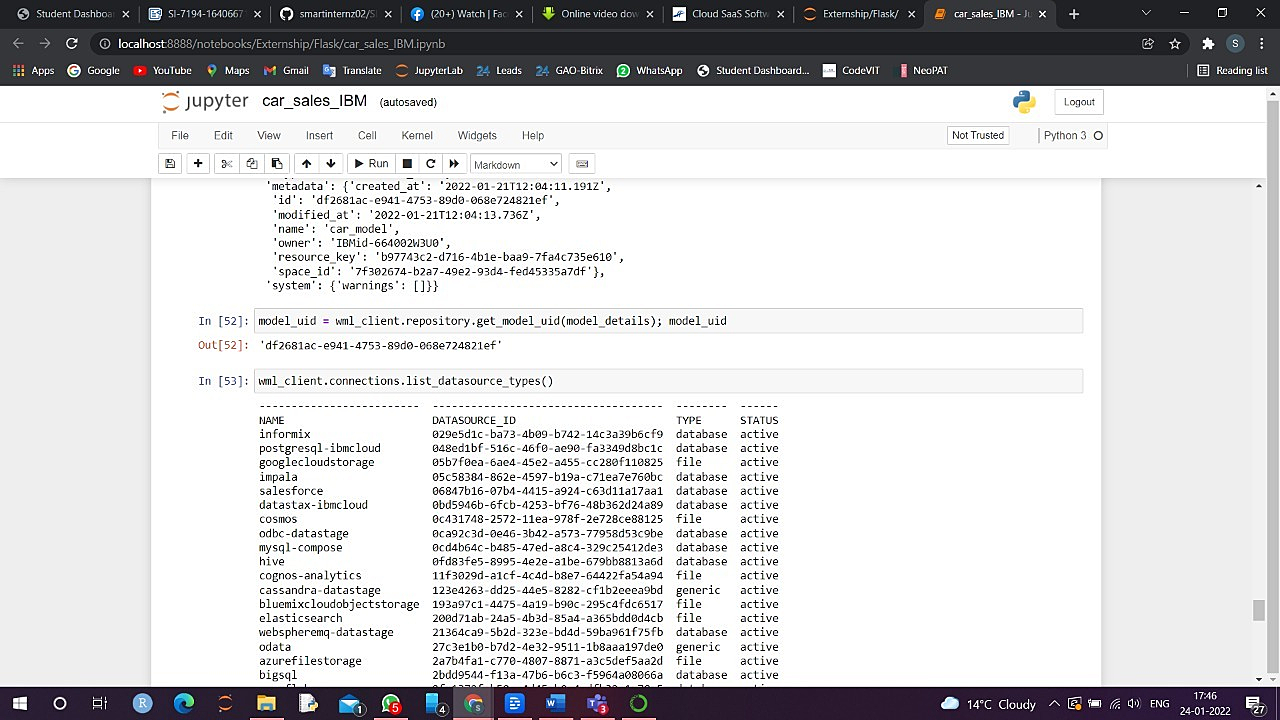 Student Dashboa
SI-7194-1640667
smartinternz02/SI
(20+) Watch | Fac
Online video dow
Cloud SaaS Softw
Externship/Flask/
car_sales_IBM - Ju
localhost:8888/notebooks/Externship/Flask/car_sales_IBM.ipynb
S
Apps
Google
YouTube
Maps
Gmail
Translate
JupyterLab
24 Leads
24 GAO-Bitrix
2 WhatsApp
Student Dashboard...
CodeVIT
NeoPAT
Reading list
jupyter car_sales_IBM (autosaved)
Logout
File Edit View Insert Cell Kernel Widgets Help
Not Trusted
Python 3
Run
Markdown
'metadata': {'created_at': '2022-01-21T12:04:11.191Z',
'id': 'df2681ac-e941-4753-89d0-068e724821ef',
'modified_at': '2022-01-21T12:04:13.736Z',
'name': 'car_model',
'owner': 'IBMid-664002W3U0',
'resource_key': 'b97743c2-d716-4b1e-baa9-7fa4c735e610',
'space_id': '7f302674-b2a7-49e2-93d4-fed45335a7df'},
'system': {'warnings': []}}
In [52]: model_uid = wml_client.repository.get_model_uid(model_details); model_uid
Out[52]: 'df2681ac-e941-4753-89d0-068e724821ef'
In [53]: wml_client.connections.list_datasource_types()
------------------------ ------------------------------------ -------- ------
NAME DATASOURCE_ID TYPE STATUS
informix 029e5d1c-ba73-4b09-b742-14c3a39b6cf9 database active
postgresql-ibmcloud 048ed1bf-516c-46f0-ae90-fa3349d8bc1c database active
googlecloudstorage 05b7f0ea-6ae4-45e2-a455-cc280f110825 file active
impala 05c58384-862e-4597-b19a-c71ea7e760bc database active
salesforce 06847b16-07b4-4415-a924-c63d11a17aa1 database active
datastax-ibmcloud 0bd5946b-6fcb-4253-bf76-48b362d24a89 database active
cosmos 0c431748-2572-11ea-978f-2e728ce88125 file active
odbc-datastage 0ca92c3d-0e46-3b42-a573-77958d53c9be database active
mysql-compose 0cd4b64c-b485-47ed-a8c4-329c25412de3 database active
hive 0fd83fe5-8995-4e2e-a1be-679bb8813a6d database active
cognos-analytics 11f3029d-a1cf-4c4d-b8e7-64422fa54a94 file active
cassandra-datastage 123e4263-dd25-44e5-8282-cf1b2eeea9bd generic active
bluemixcloudobjectstorage 193a97c1-4475-4a19-b90c-295c4fdc6517 file active
elasticsearch 200d71ab-24a5-4b3d-85a4-a365bdd0d4cb file active
webspheremq-datastage 21364ca9-5b2d-323e-bd4d-59ba961f75fb database active
odata 27c3e1b0-b7d2-4e32-9511-1b8aaa197de0 generic active
azurefilestorage 2a7b4fa1-c770-4807-8871-a3c5def5aa2d file active
bigsql 2bdd9544-f13a-47b6-b6c3-f5964a08066a database active
14°C Cloudy
ENG
17:46
24-01-2022